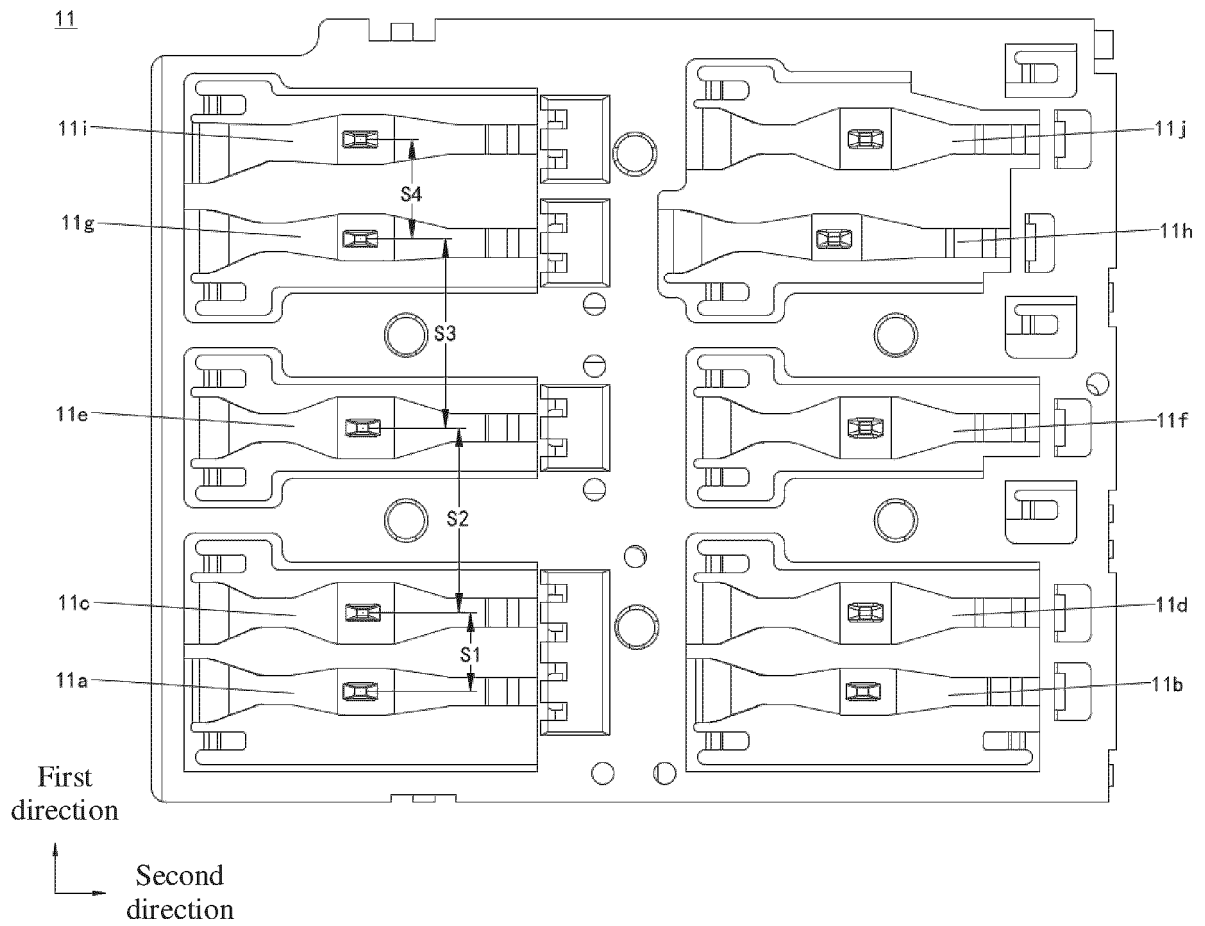 11
11i
11j
S4
11g
11h
S3
11e
11f
S2
11c
11d
S1
11a
11b
First
direction
Second
direction